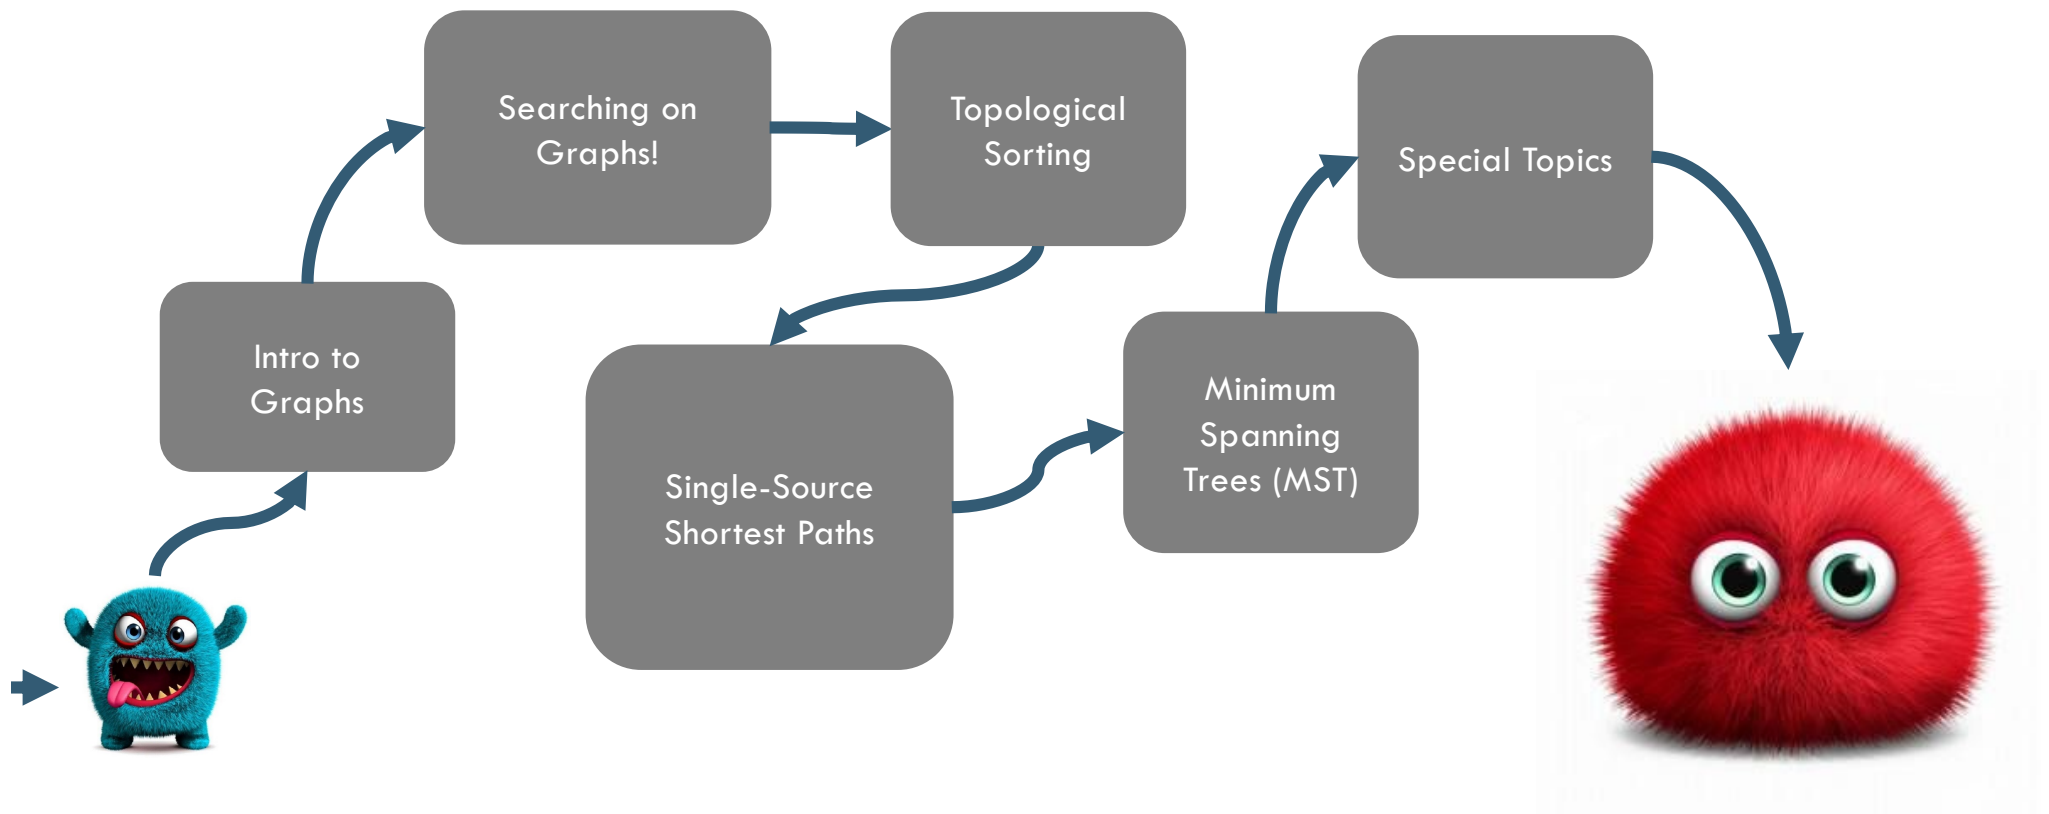 Intro to
Graphs
Searching on
Graphs!
Topological
Sorting
Single-Source
Shortest Paths
Minimum
Spanning
Trees (MST)
Special Topics